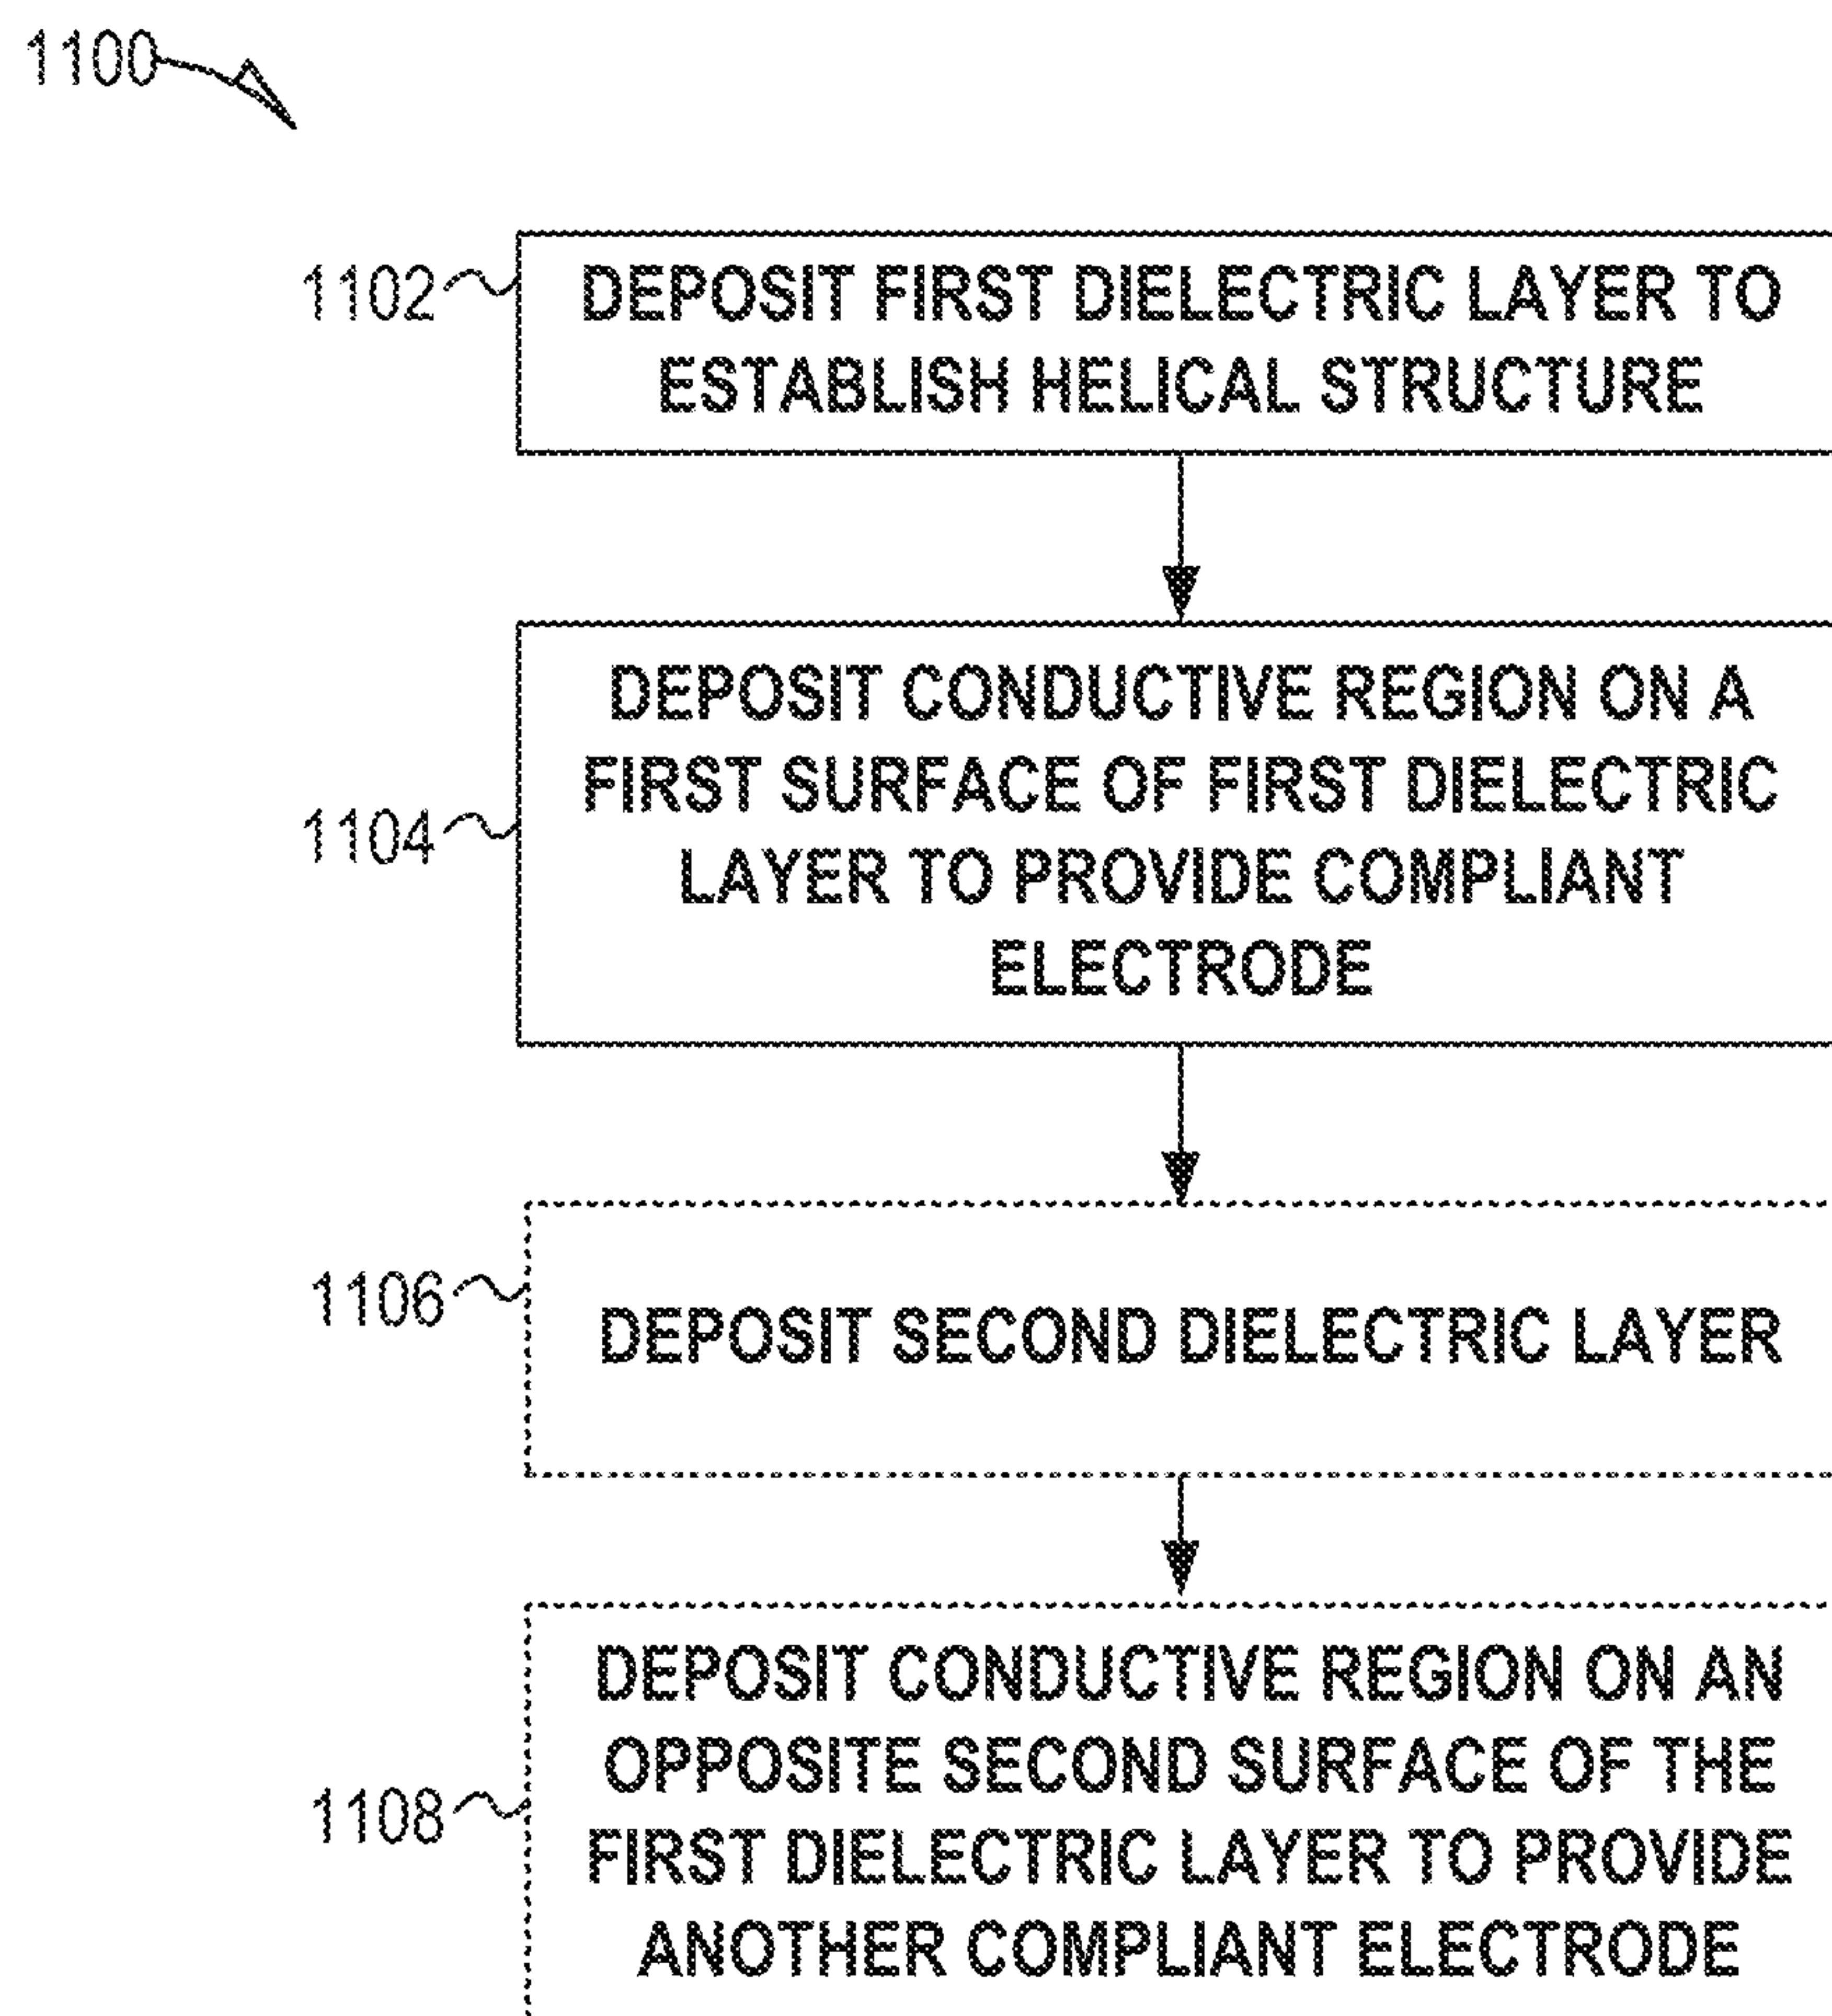 1100
1102
DEPOSIT FIRST DIELECTRIC LAYER TO
ESTABLISH HELICAL STRUCTURE
1104
DEPOSIT CONDUCTIVE REGION ON A
FIRST SURFACE OF FIRST DIELECTRIC
LAYER TO PROVIDE COMPLIANT
ELECTRODE
1106
DEPOSIT SECOND DIELECTRIC LAYER
1108
DEPOSIT CONDUCTIVE REGION ON AN
OPPOSITE SECOND SURFACE OF THE
FIRST DIELECTRIC LAYER TO PROVIDE
ANOTHER COMPLIANT ELECTRODE